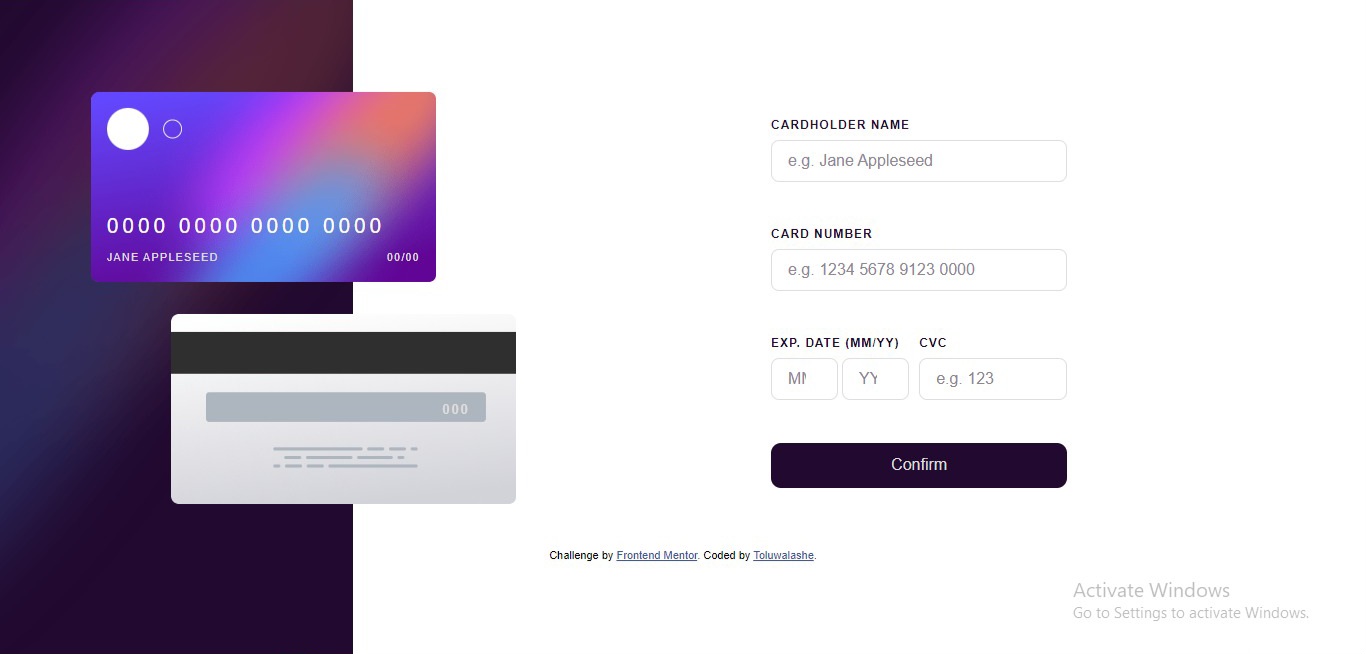 0000 0000 0000 0000
JANE APPLESEED 00/00
000
CARDHOLDER NAME
e.g. Jane Appleseed
CARD NUMBER
e.g. 1234 5678 9123 0000
EXP. DATE (MM/YY) CVC
MM YY e.g. 123
Confirm
Challenge by Frontend Mentor. Coded by Toluwalashe.
Activate Windows
Go to Settings to activate Windows.